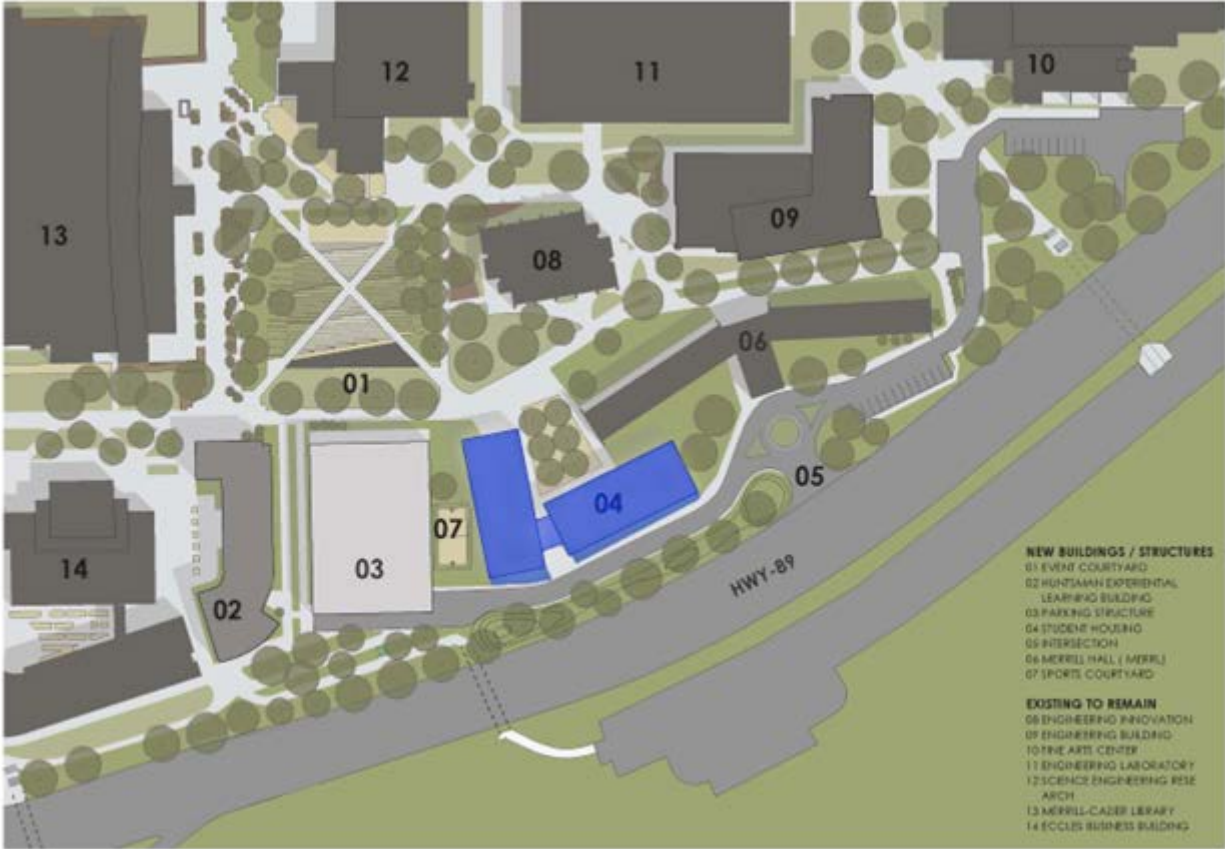 12
11
10
13
09
08
06
01
04
05
07
03
14
02
HWY-89
NEW BUILDINGS / STRUCTURES
01 EVENT COURTYARD
02 HUNTSMAN EXPERIENTIAL
LEARNING BUILDING
03 PARKING STRUCTURE
04 STUDENT HOUSING
05 INTERSECTION
06 MERRILL HALL ( MERRL)
07 SPORTS COURTYARD
EXISTING TO REMAIN
08 ENGINEERING INNOVATION
09 ENGINEERING BUILDING
10 FINE ARTS CENTER
11 ENGINEERING LABORATORY
12 SCIENCE ENGINEERING RESE
ARCH
13 MERRILL-CAZIER LIBRARY
14 ECCLES BUSINESS BUILDING